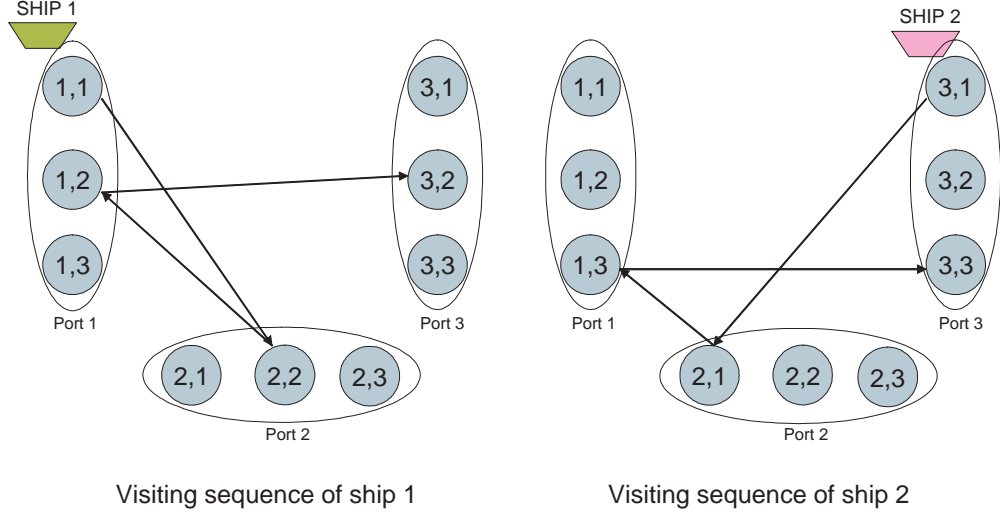 SHIP 1
1,1
1,2
1,3
Port 1
3,1
3,2
3,3
Port 3
2,1 2,2 2,3
Port 2
Visiting sequence of ship 1
SHIP 2
1,1
1,2
1,3
Port 1
3,1
3,2
3,3
Port 3
2,1 2,2 2,3
Port 2
Visiting sequence of ship 2